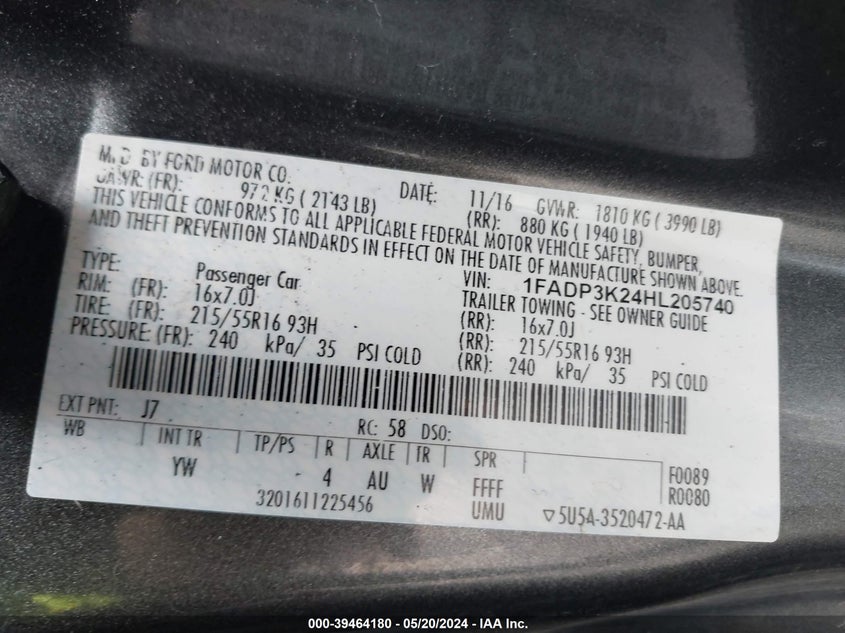 MFD. BY FORD MOTOR CO. DATE: 11/16 GVWR: 1810 KG ( 3990 LB)
GAWR: (FR): 972 KG ( 2143 LB) (RR): 880 KG ( 1940 LB)
THIS VEHICLE CONFORMS TO ALL APPLICABLE FEDERAL MOTOR VEHICLE SAFETY, BUMPER,
AND THEFT PREVENTION STANDARDS IN EFFECT ON THE DATE OF MANUFACTURE SHOWN ABOVE.
VIN: 1FADP3K24HL205740
TYPE: Passenger Car TRAILER TOWING - SEE OWNER GUIDE
RIM: (FR): 16x7.0J (RR): 16x7.0J
TIRE: (FR): 215/55R16 93H (RR): 215/55R16 93H
PRESSURE: (FR): 240 kPa/ 35 PSI COLD (RR): 240 kPa/ 35 PSI COLD
EXT PNT: J7 RC: 58 DSO:
WB INT TR TP/PS R AXLE TR SPR F0089
YW 4 AU W FFFF R0080
3201611225456 UMU ▽5U5A-3520472-AA
000-39464180 - 05/20/2024 - IAA Inc.